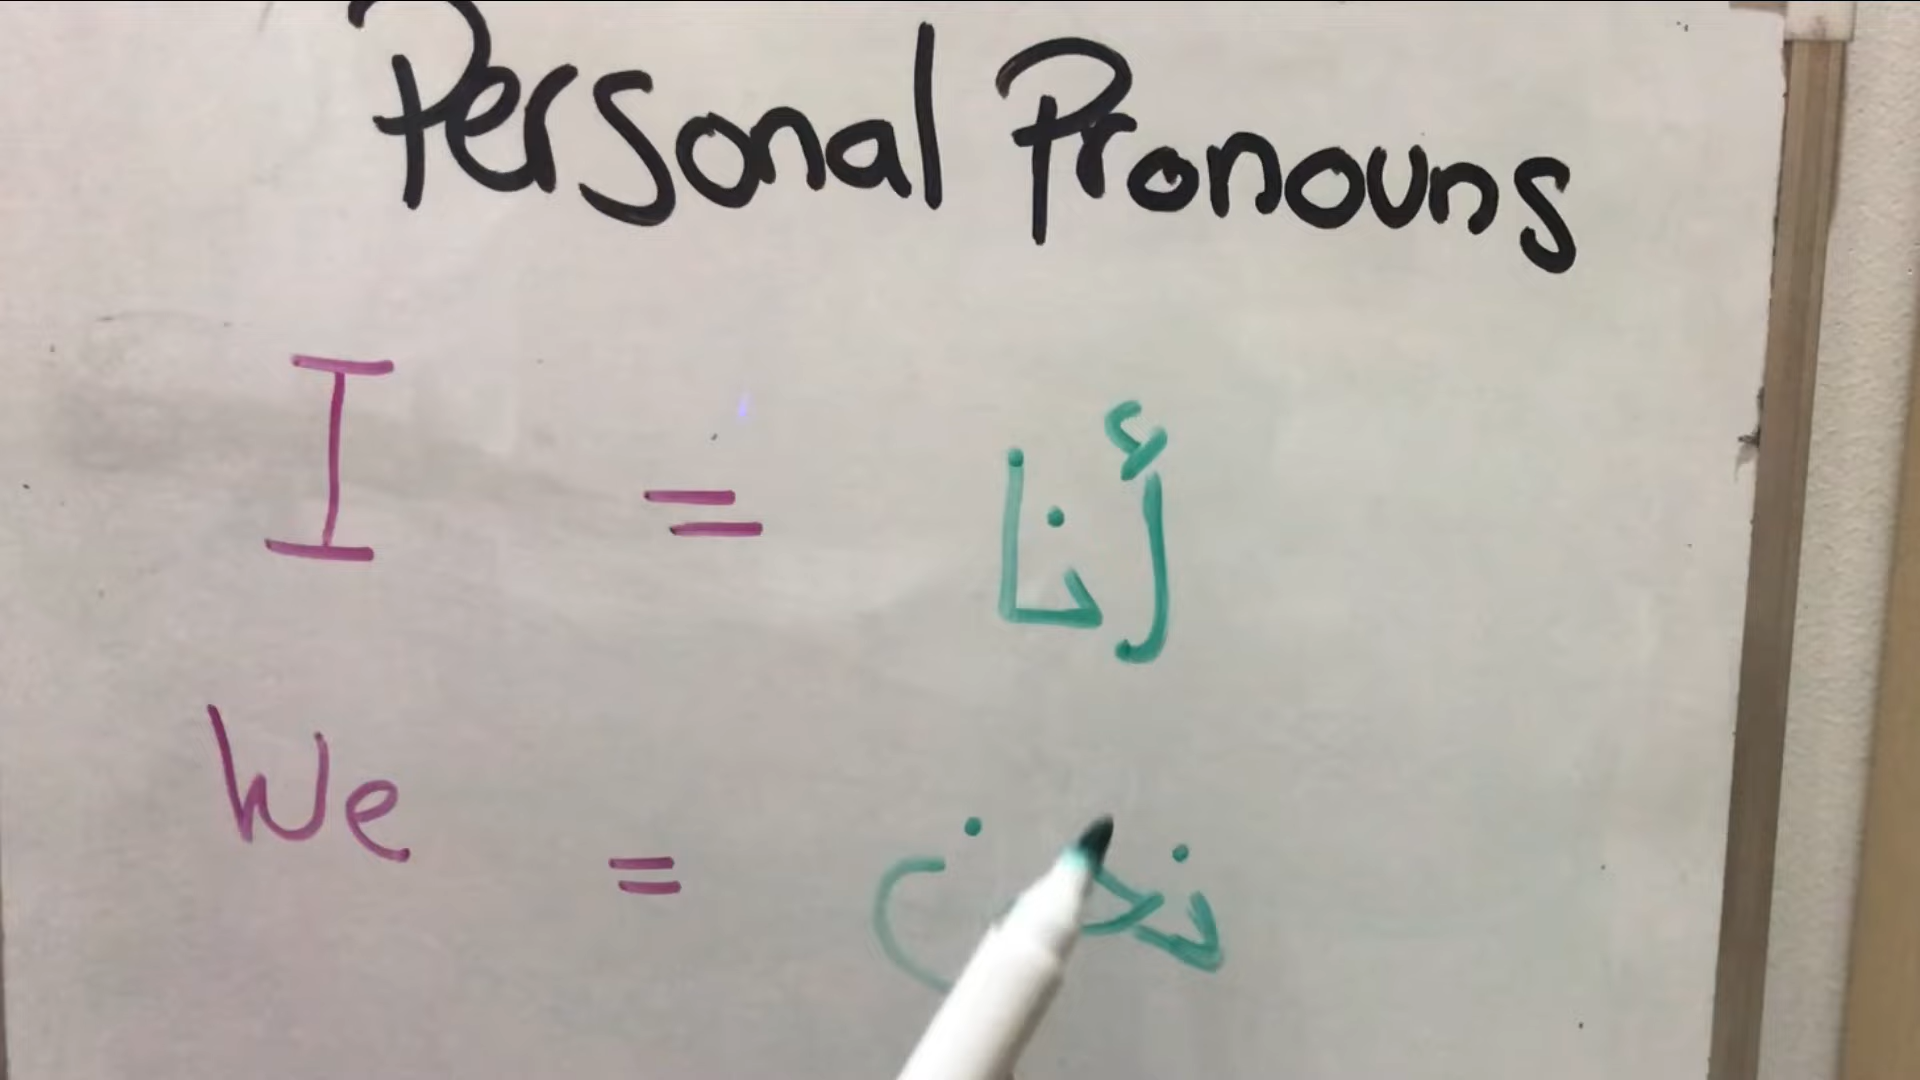 Personal Pronouns
I = أنا
We = نحن